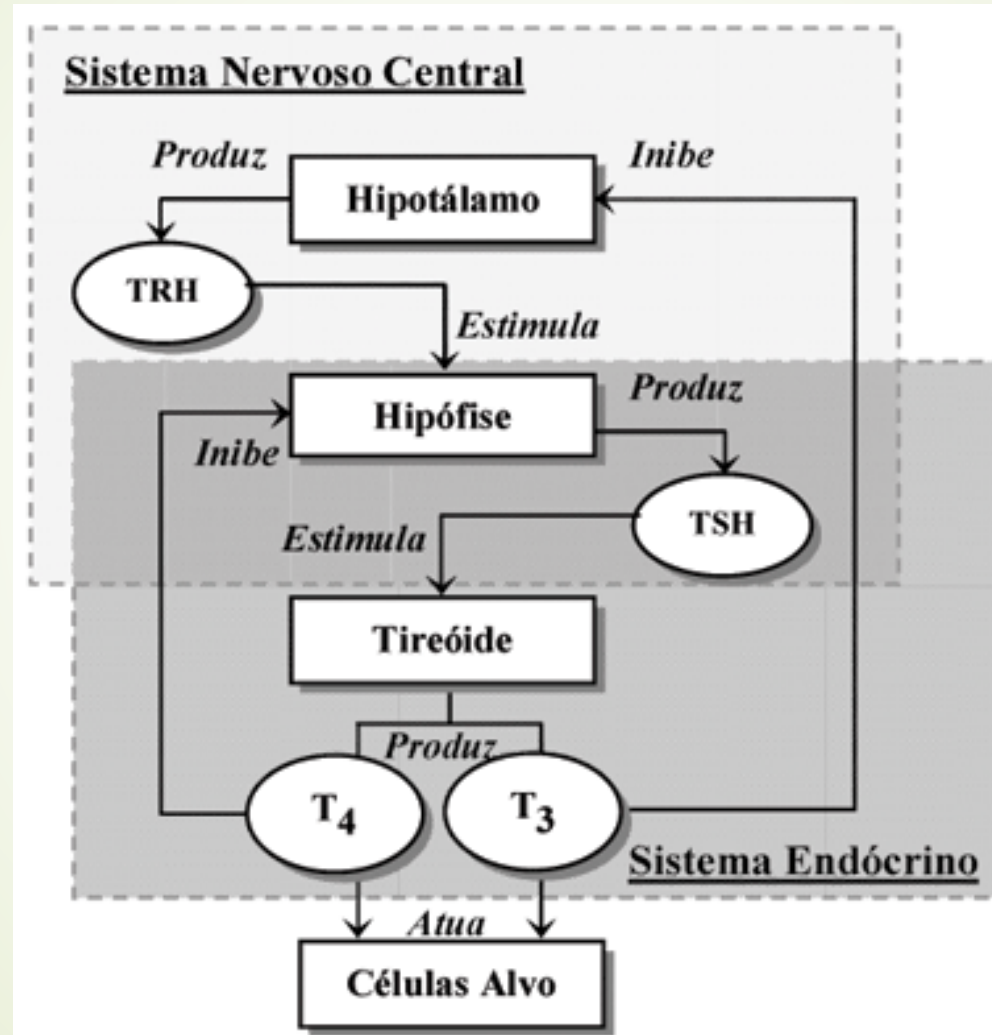 Sistema Nervoso Central
Produz
Inibe
Hipotálamo
TRH
Estimula
Produz
Hipófise
Inibe
TSH
Estimula
Tireóide
Produz
T4
T3
Sistema Endócrino
Atua
Células Alvo